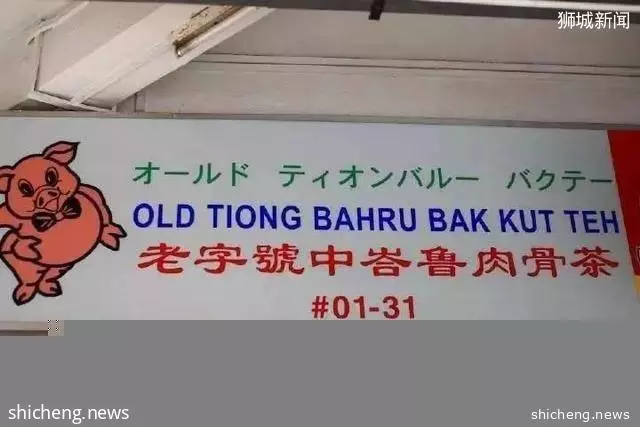 狮城新闻
オールド ティオンバルー バクテー
OLD TIONG BAHRU BAK KUT TEH
老字號中峇魯肉骨茶
#01-31
shicheng.news
shicheng.news